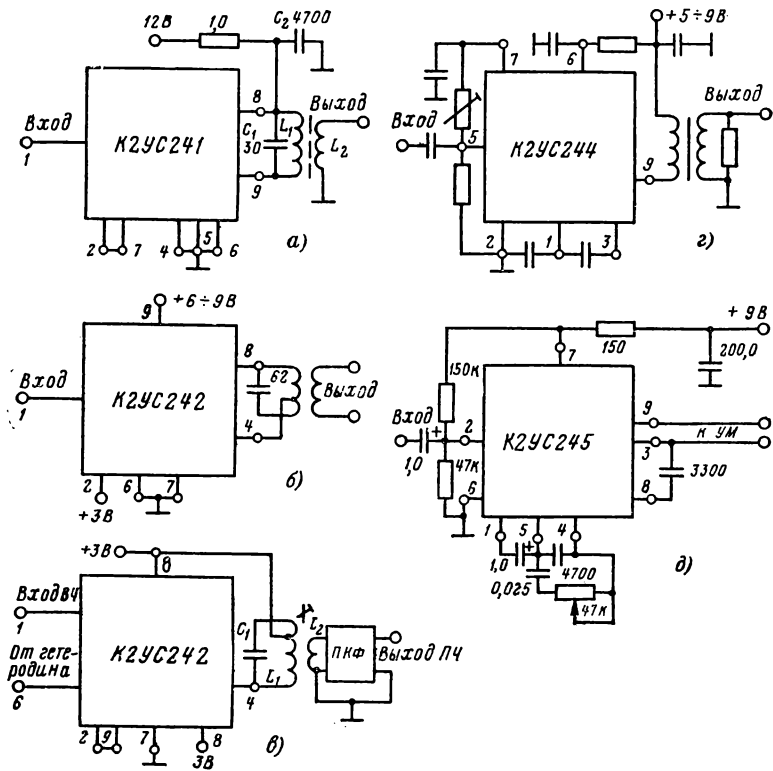 12В 1,0 C₂ 4700
8
Вход
1
К2УС241
C₁
30
L₁
Выход
L₂
9
2 7 4 5 6
а)
+5÷9В
7 6
Вход
5
К2УС244
Выход
9
2 1 3
г)
+6÷9В
9
8
Вход
1
К2УС242
62
Выход
4
2 6 7
+3В
б)
+9В
150
200,0
7
150к
Вход
1,0
+
2
47к
6
К2УС245
9
к УМ
3
3300
8
1 5 4
1,0
+
4700
0,025
47к
д)
+3В
8
Вход ВЧ
1
К2УС242
От гете-
родина
6
C₁
L₁
L₂
ПКФ
Выход ПЧ
4
2 9 7 8
3В
в)